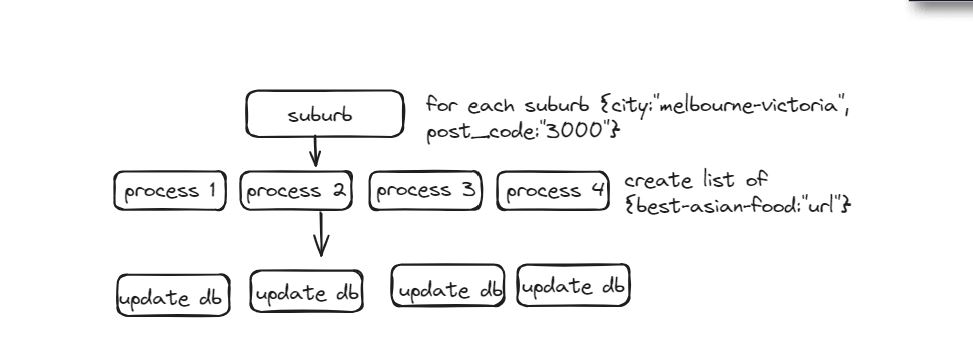 suburb
for each suburb {city:"melbourne-victoria",
post_code:"3000"}
process 1
process 2
process 3
process 4
create list of
{best-asian-food:"url"}
update db
update db
update db
update db